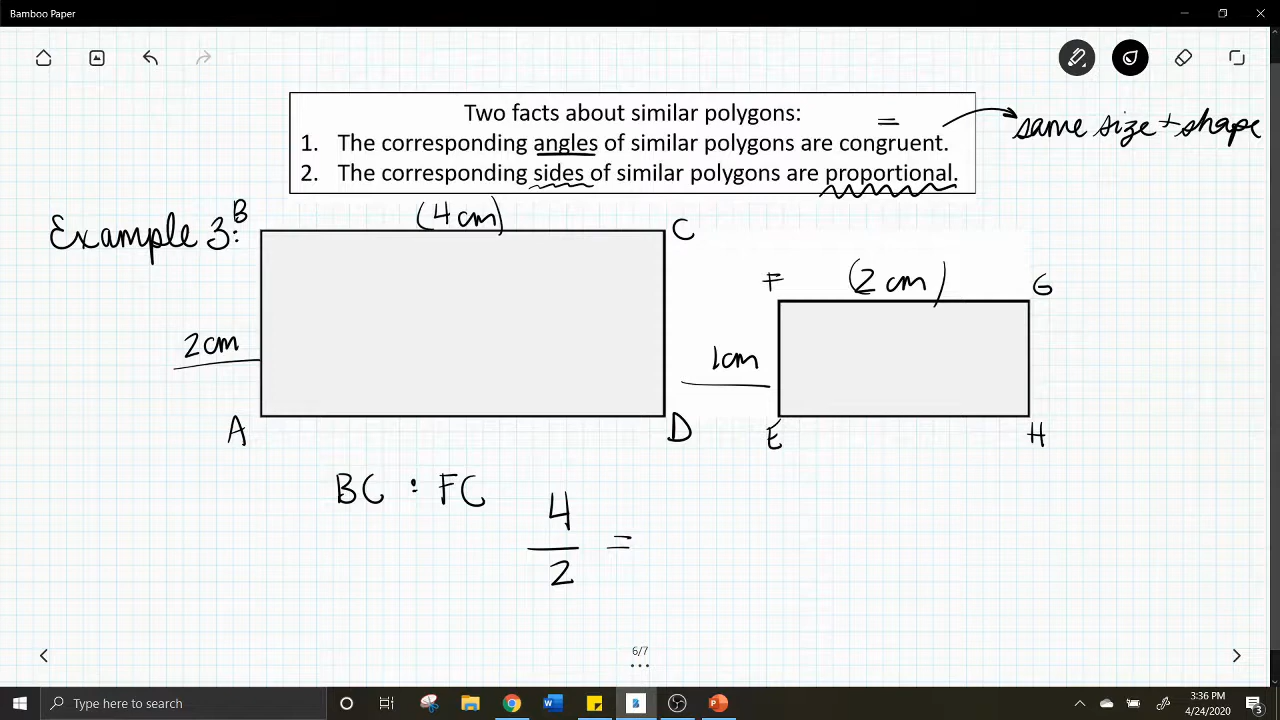 Bamboo Paper
Two facts about similar polygons:
1. The corresponding angles of similar polygons are congruent.
=
same size + shape
2. The corresponding sides of similar polygons are proportional.
Example 3:
B
(4 cm)
C
F
(2 cm)
G
2cm
1cm
A
D
E
H
BC : FC
4
2
=
6/7
Type here to search
3:36 PM
4/24/2020
3